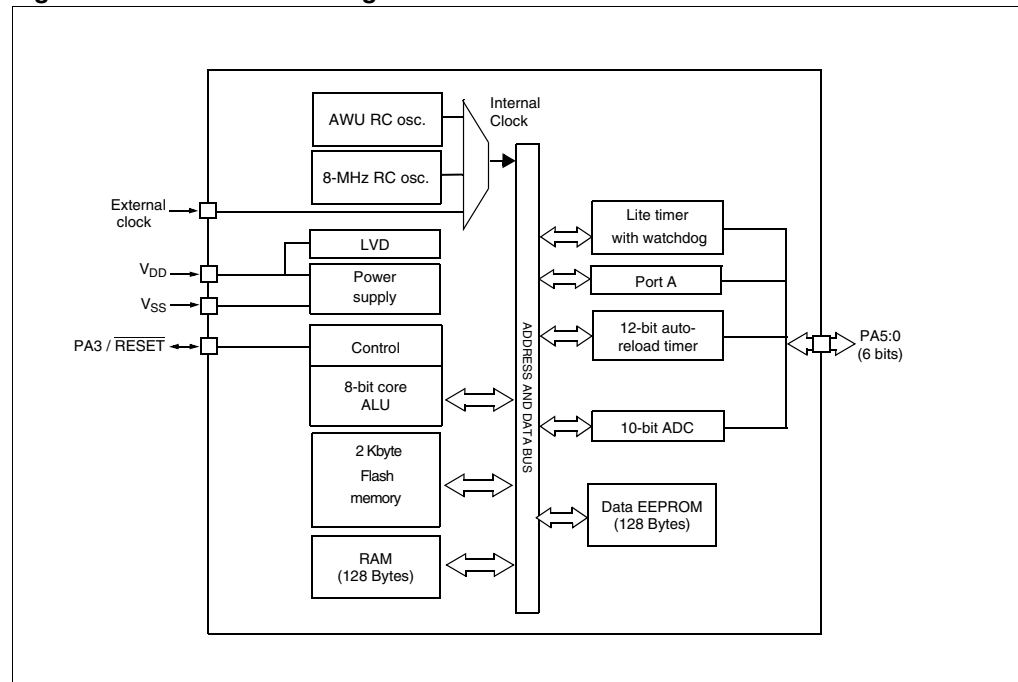 AWU RC osc.
8-MHz RC osc.
Internal
Clock
External
clock
LVD
Power
supply
VDD
VSS
PA3 / RESET
Control
8-bit core
ALU
2 Kbyte
Flash
memory
RAM
(128 Bytes)
ADDRESS AND DATA BUS
Lite timer
with watchdog
Port A
12-bit auto-
reload timer
10-bit ADC
Data EEPROM
(128 Bytes)
PA5:0
(6 bits)